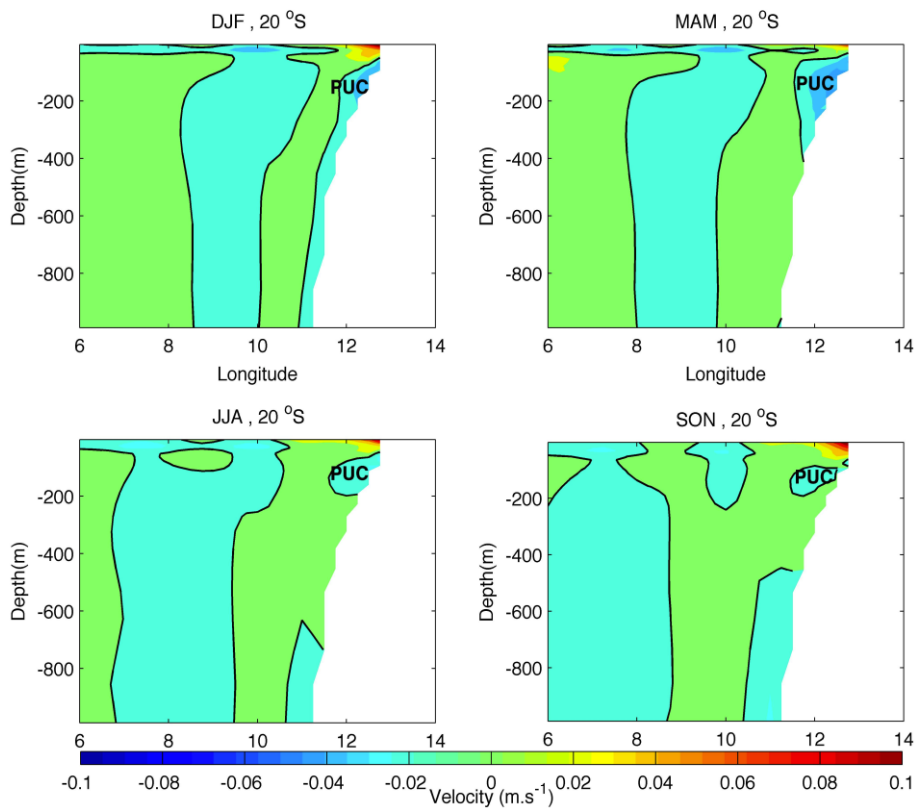 DJF , 20 °S
MAM , 20 °S
PUC
PUC
Depth(m)
-200
-400
-600
-800
Depth(m)
-200
-400
-600
-800
6 8 10 12 14
6 8 10 12 14
Longitude
Longitude
JJA , 20 °S
SON, 20 °S
PUC
PUC
Depth(m)
-200
-400
-600
-800
Depth(m)
-200
-400
-600
-800
6 8 10 12 14
6 8 10 12 14
-0.1 -0.08 -0.06 -0.04 -0.02 0 0.02 0.04 0.06 0.08 0.1
Velocity (m.s⁻¹)